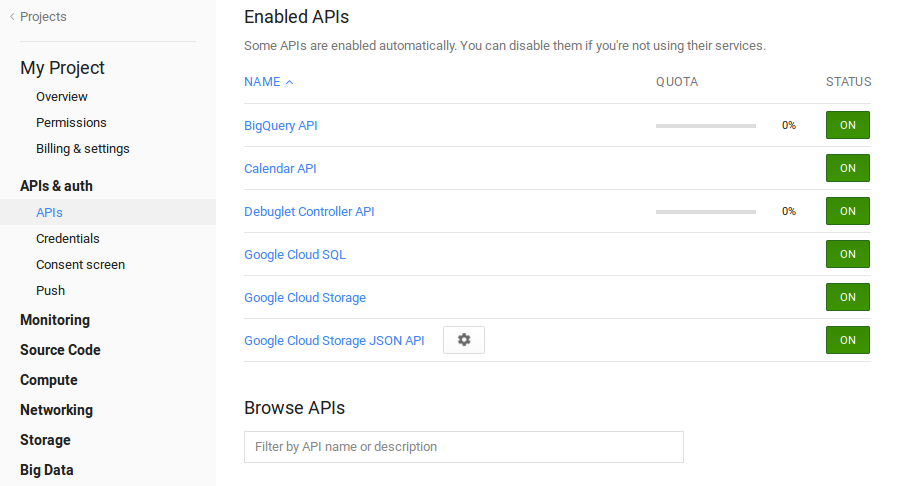 Projects
My Project
Overview
Permissions
Billing & settings
APIs & auth
APIs
Credentials
Consent screen
Push
Monitoring
Source Code
Compute
Networking
Storage
Big Data
Enabled APIs
Some APIs are enabled automatically. You can disable them if you're not using their services.
NAME QUOTA STATUS
BigQuery API 0% ON
Calendar API ON
Debuglet Controller API 0% ON
Google Cloud SQL ON
Google Cloud Storage ON
Google Cloud Storage JSON API ON
Browse APIs
Filter by API name or description